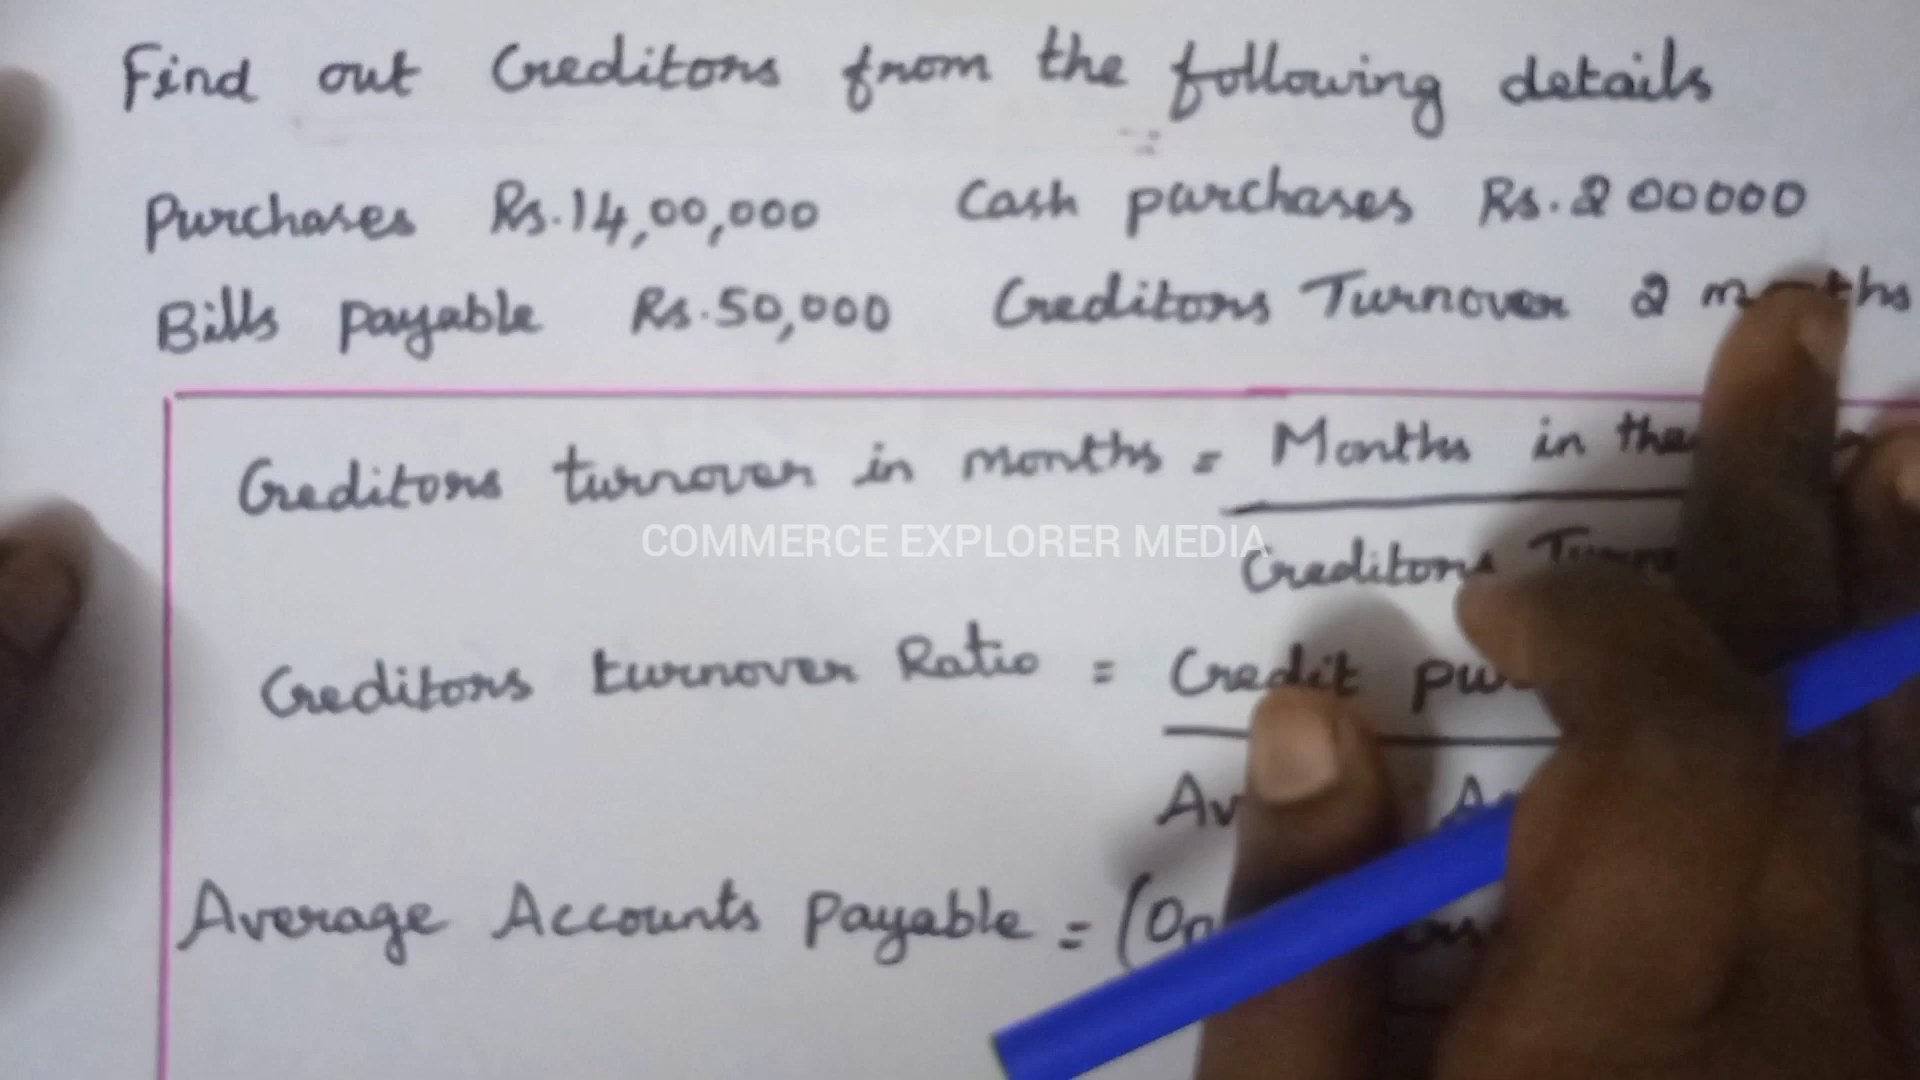 Find out Creditors from the following details
Purchases Rs.14,00,000 Cash purchases Rs.200000
Bills payable Rs.50,000 Creditors Turnover 2 months
Creditors turnover in months = Months in the
COMMERCE EXPLORER MEDIA
Creditors
Creditors turnover Ratio = Credit
Average Accounts Payable =